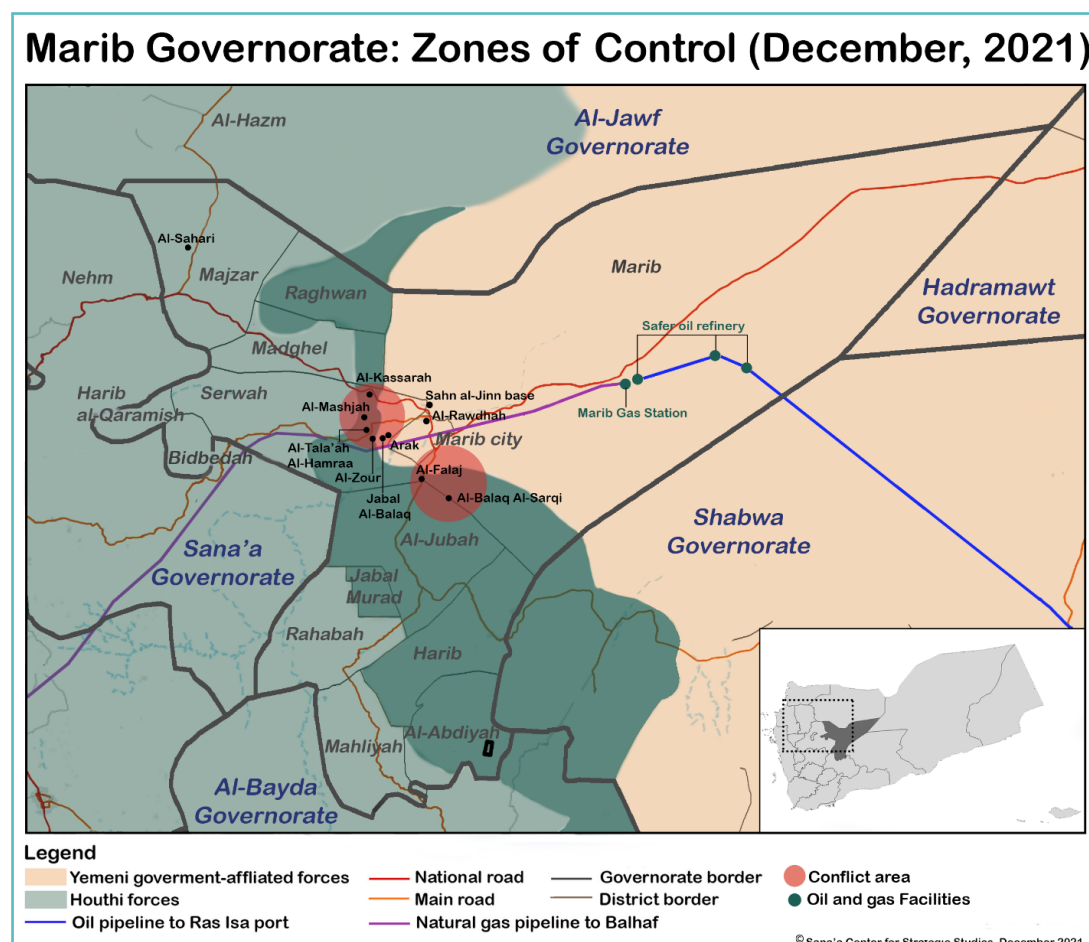 Marib Governorate: Zones of Control (December, 2021)
Al-Hazm
Al-Jawf
Governorate
Al-Sahari
Nehm
Majzar
Marib
Raghwan
Hadramawt
Governorate
Safer oil refinery
Madghel
Al-Kassarah
Harib
al-Qaramish
Serwah
Sahn al-Jinn base
Marib Gas Station
Al-Mashjah
Al-Rawdhah
Marib city
Al-Tala'ah
Al-Hamraa
Arak
Bidbedah
Al-Zour
Al-Falaj
Jabal
Al-Balaq
Al-Balaq Al-Sarqi
Shabwa
Governorate
Al-Jubah
Sana'a
Governorate
Jabal
Murad
Rahabah
Harib
Al-Abdiyah
Mahliyah
Al-Bayda
Governorate
Legend
Yemeni goverment-affliated forces
National road
Governorate border
Conflict area
Houthi forces
Main road
District border
Oil and gas Facilities
Oil pipeline to Ras Isa port
Natural gas pipeline to Balhaf
© Sana'a Center for Strategic Studies, December 2021